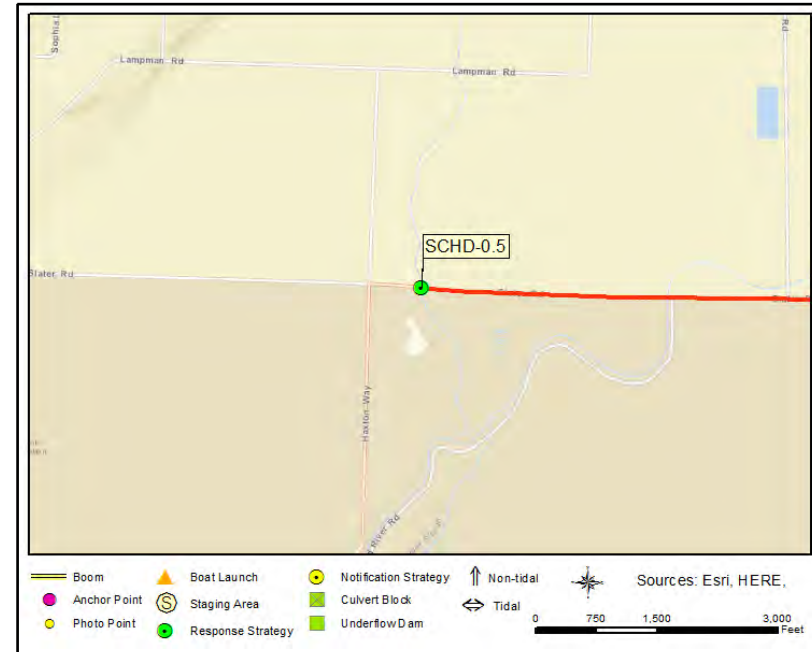 Sophia
Rd
Lampman Rd
Lampman Rd
SCHD-0.5
Slater Rd
Haxton Way
River Rd
Boom
Boat Launch
Notification Strategy
Non-tidal
Sources: Esri, HERE,
Anchor Point
S
Staging Area
Culvert Block
Tidal
Photo Point
Response Strategy
Underflow Dam
0 750 1,500 3,000
Feet